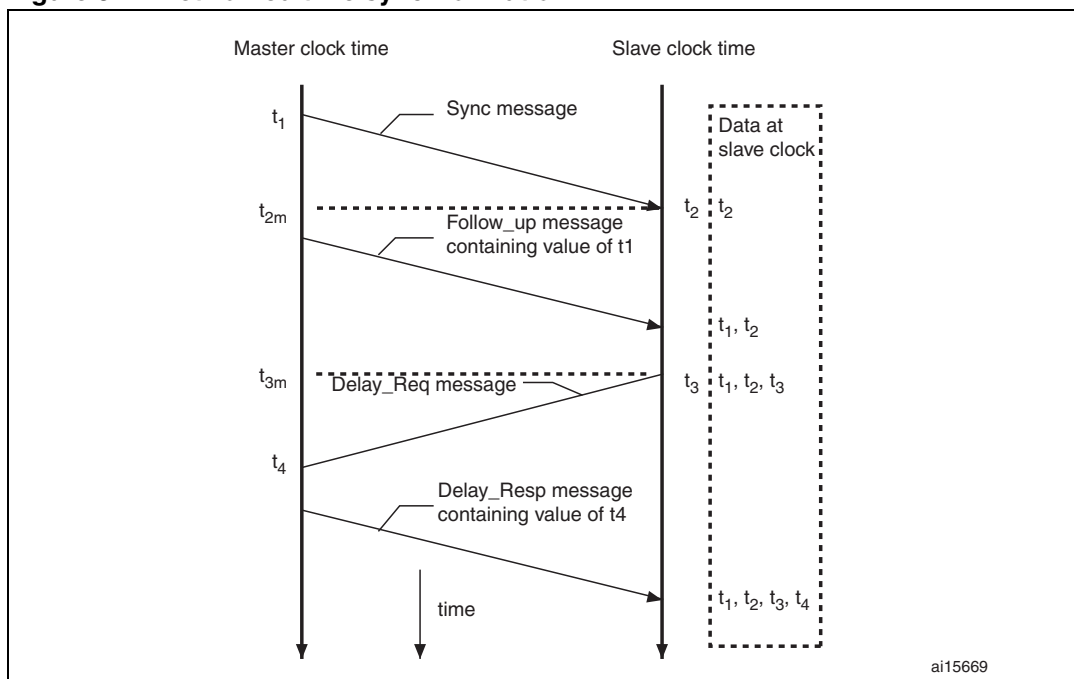 Master clock time
Slave clock time
t1
Sync message
Data at
slave clock
t2m
t2
t2
Follow_up message
containing value of t1
t1, t2
t3m
Delay_Req message
t3
t1, t2, t3
t4
Delay_Resp message
containing value of t4
t1, t2, t3, t4
time
ai15669